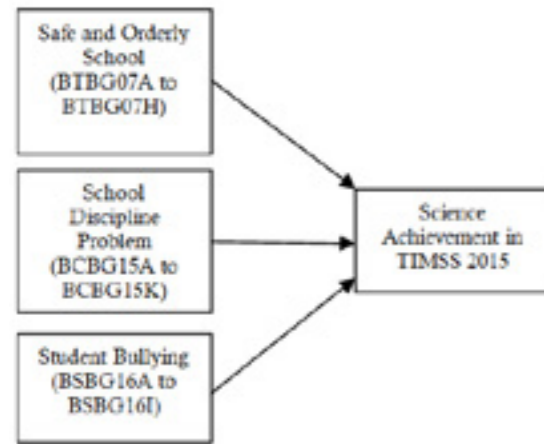 Safe and Orderly
School
(BTBG07A to
BTBG07H)
School
Discipline
Problem
(BCBG15A to
BCBG15K)
Student Bullying
(BSBG16A to
BSBG16I)
Science
Achievement in
TIMSS 2015